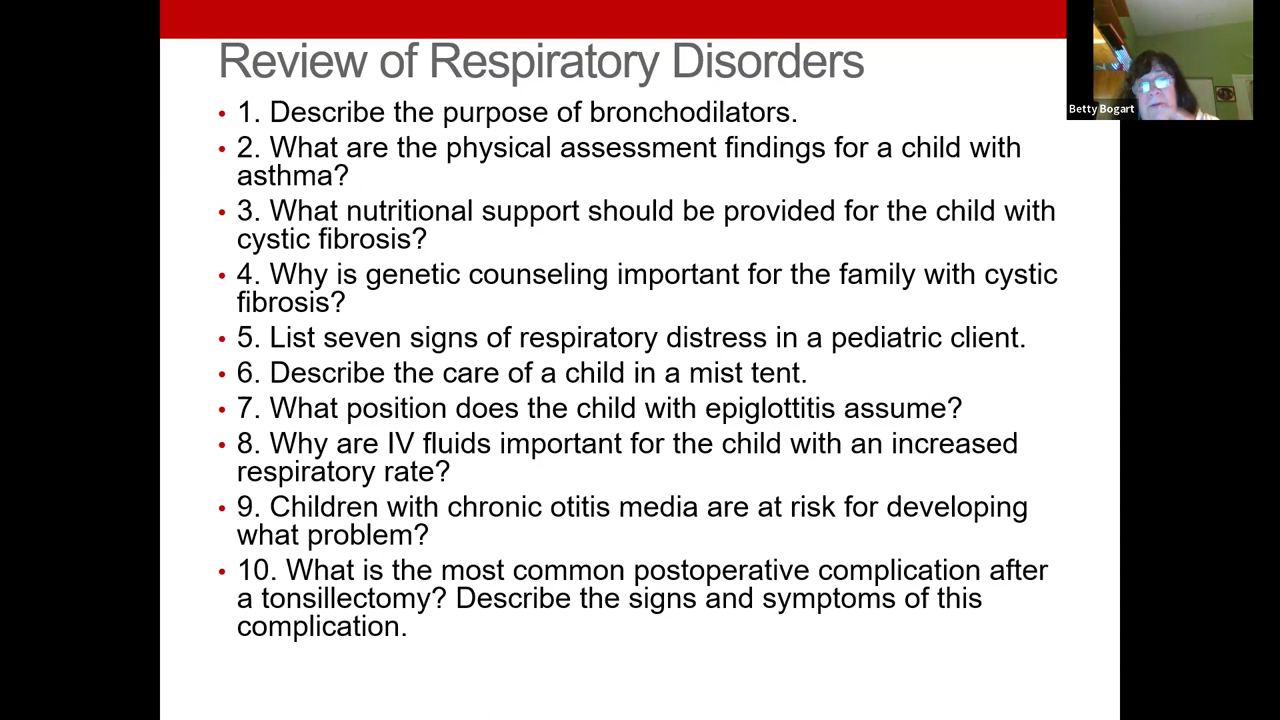 Review of Respiratory Disorders
• 1. Describe the purpose of bronchodilators.
• 2. What are the physical assessment findings for a child with
asthma?
• 3. What nutritional support should be provided for the child with
cystic fibrosis?
• 4. Why is genetic counseling important for the family with cystic
fibrosis?
• 5. List seven signs of respiratory distress in a pediatric client.
• 6. Describe the care of a child in a mist tent.
• 7. What position does the child with epiglottitis assume?
• 8. Why are IV fluids important for the child with an increased
respiratory rate?
• 9. Children with chronic otitis media are at risk for developing
what problem?
• 10. What is the most common postoperative complication after
a tonsillectomy? Describe the signs and symptoms of this
complication.
Betty Bogart